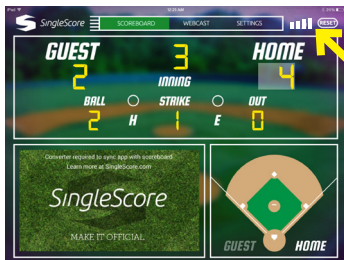 iPad
SingleScore SCOREBOARD WEBCAST SETTINGS RESET
GUEST 3 HOME
2 INNING 4
BALL STRIKE OUT
2 H 1 E 0
Converter required to sync app with scoreboard.
Learn more at SingleScore.com
SingleScore
MAKE IT OFFICIAL
GUEST HOME